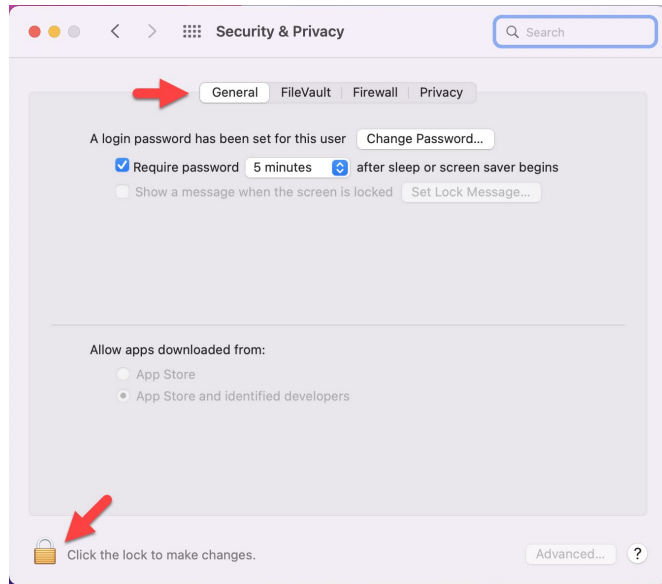 Security & Privacy
Search
General FileVault Firewall Privacy
A login password has been set for this user Change Password...
Require password 5 minutes after sleep or screen saver begins
Show a message when the screen is locked Set Lock Message...
Allow apps downloaded from:
App Store
App Store and identified developers
Click the lock to make changes. Advanced... ?